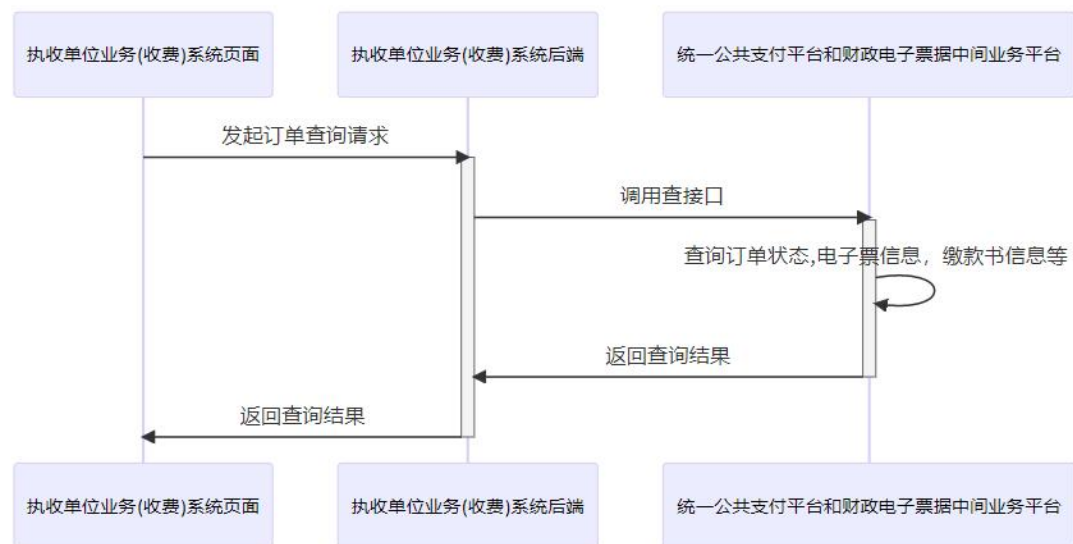 执收单位业务(收费)系统页面
执收单位业务(收费)系统后端
统一公共支付平台和财政电子票据中间业务平台
发起订单查询请求
调用查接口
查询订单状态,电子票信息，缴款书信息等
返回查询结果
返回查询结果
执收单位业务(收费)系统页面
执收单位业务(收费)系统后端
统一公共支付平台和财政电子票据中间业务平台